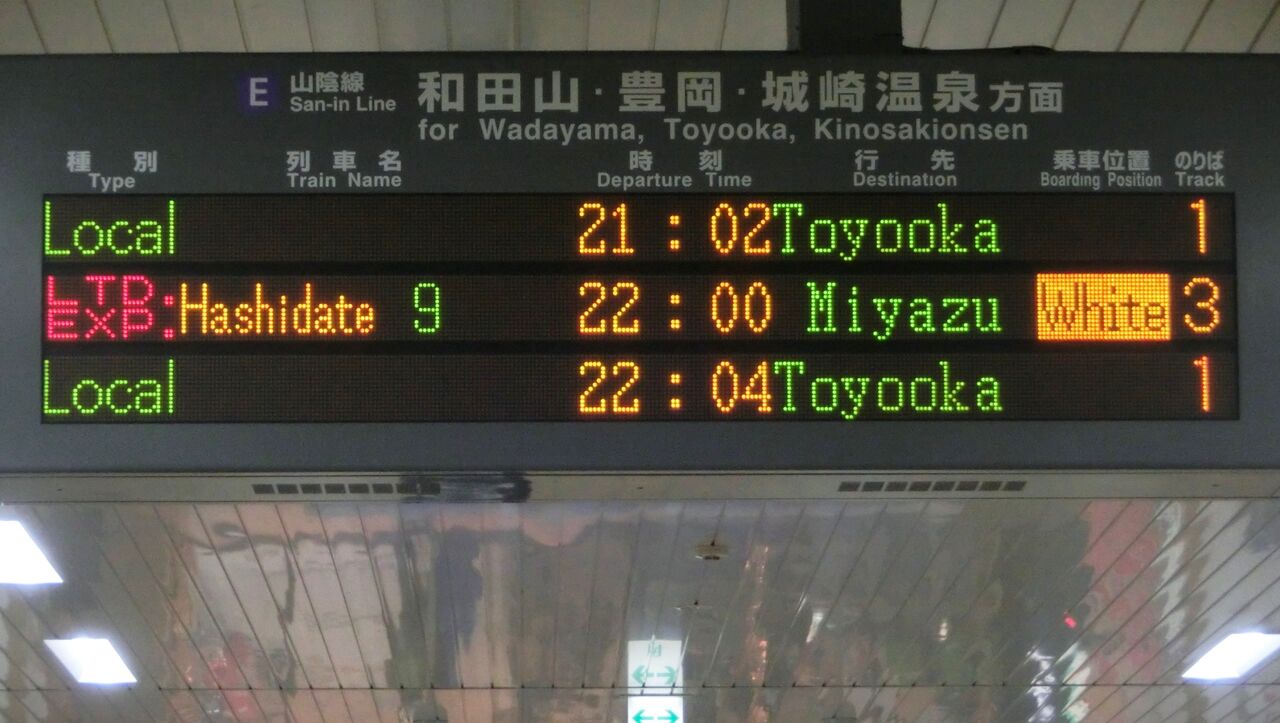 E 山陰線 和田山・豊岡・城崎温泉方面
San-in Line for Wadayama, Toyooka, Kinosakionsen
種別 列車名 時刻 行先 乗車位置 のりば
Type Train Name Departure Time Destination Boarding Position Track
Local 21:02 Toyooka 1
LTD. EXP. Hashidate 9 22:00 Miyazu White 3
Local 22:04 Toyooka 1